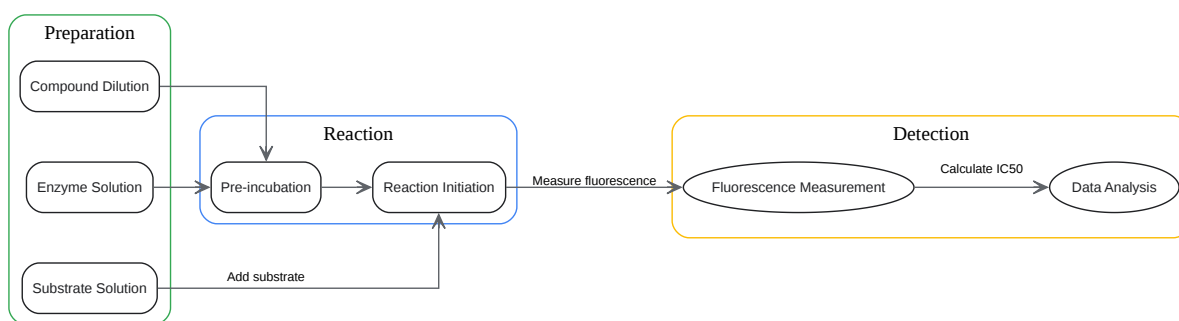 Preparation
Compound Dilution
Enzyme Solution
Substrate Solution
Add substrate
Reaction
Pre-incubation
Reaction Initiation
Measure fluorescence
Detection
Fluorescence Measurement
Calculate IC50
Data Analysis